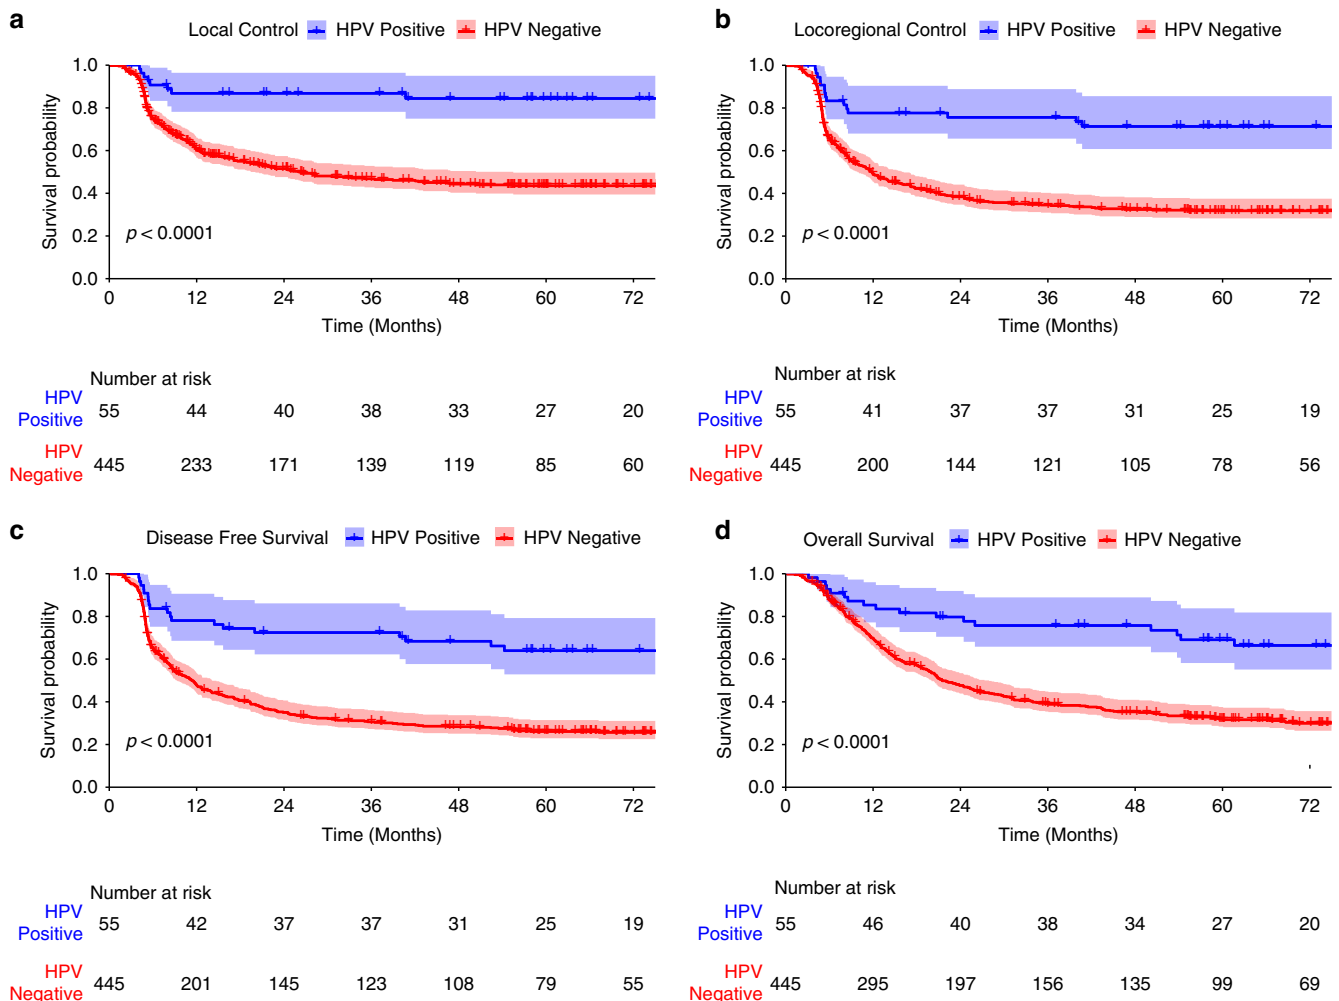 a
Local Control HPV Positive HPV Negative
Survival probability
1.0
0.8
0.6
0.4
0.2
0.0
p < 0.0001
0 12 24 36 48 60 72
Time (Months)
Number at risk
HPV Positive 55 44 40 38 33 27 20
HPV Negative 445 233 171 139 119 85 60
b
Locoregional Control HPV Positive HPV Negative
Survival probability
1.0
0.8
0.6
0.4
0.2
0.0
p < 0.0001
0 12 24 36 48 60 72
Time (Months)
Number at risk
HPV Positive 55 41 37 37 31 25 19
HPV Negative 445 200 144 121 105 78 56
c
Disease Free Survival HPV Positive HPV Negative
Survival probability
1.0
0.8
0.6
0.4
0.2
0.0
p < 0.0001
0 12 24 36 48 60 72
Time (Months)
Number at risk
HPV Positive 55 42 37 37 31 25 19
HPV Negative 445 201 145 123 108 79 55
d
Overall Survival HPV Positive HPV Negative
Survival probability
1.0
0.8
0.6
0.4
0.2
0.0
p < 0.0001
0 12 24 36 48 60 72
Time (Months)
Number at risk
HPV Positive 55 46 40 38 34 27 20
HPV Negative 445 295 197 156 135 99 69